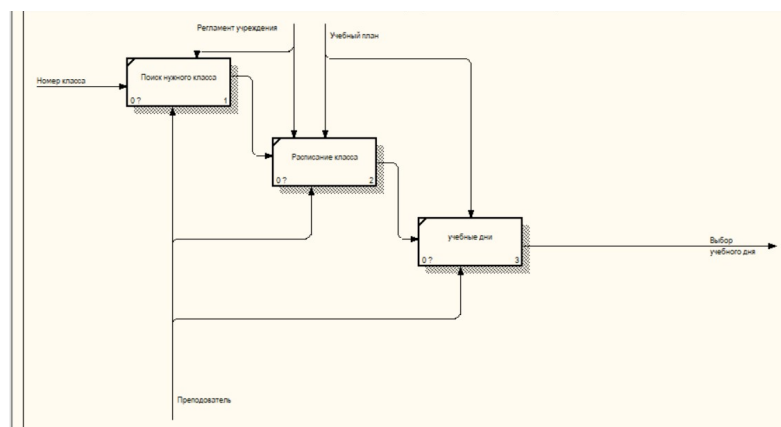 Регламент учреждения
Учебный план
Номер класса
Поиск нужного класса
0 ? 1
Расписание класса
0 ? 2
учебные дни
0 ? 3
Выбор
учебного дня
Преподователь